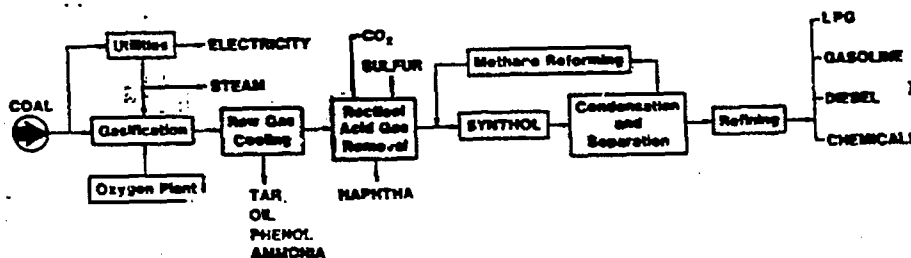 CO₂
LPG
Utilities
ELECTRICITY
SULFUR
Methane Reforming
GASOLINE
STEAM
COAL
Gasification
Raw Gas
Cooling
Rectisol
Acid Gas
Removal
SYNTHOL
Condensation
and
Separation
Refining
DIESEL
CHEMICALS
Oxygen Plant
TAR
OIL
PHENOL
AMMONIA
NAPHTHA